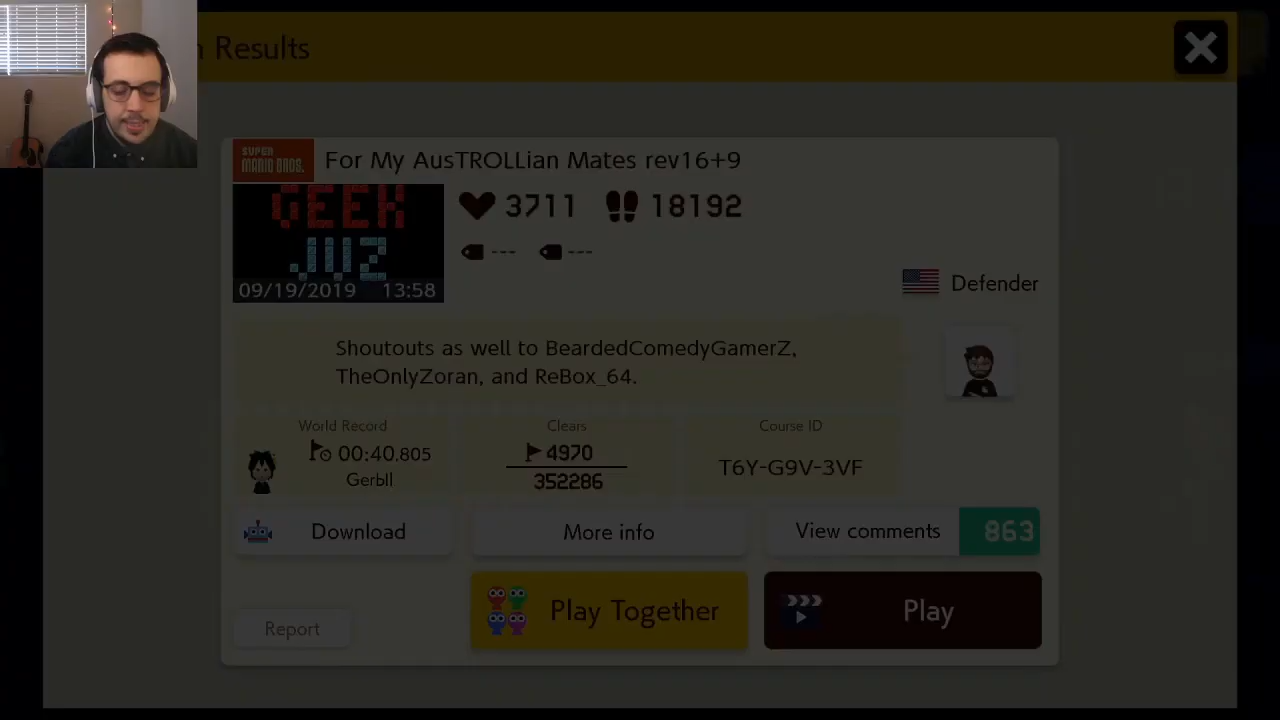 n Results
SUPER
MARIO BROS.
For My AusTROLLian Mates rev16+9
GEEK
JUZ
09/19/2019 13:58
3711 18192
--- ---
Defender
Shoutouts as well to BeardedComedyGamerZ,
TheOnlyZoran, and ReBox_64.
World Record
00:40.805
Gerbll
Clears
4970
352286
Course ID
T6Y-G9V-3VF
Download
More info
View comments 863
Report
Play Together
Play